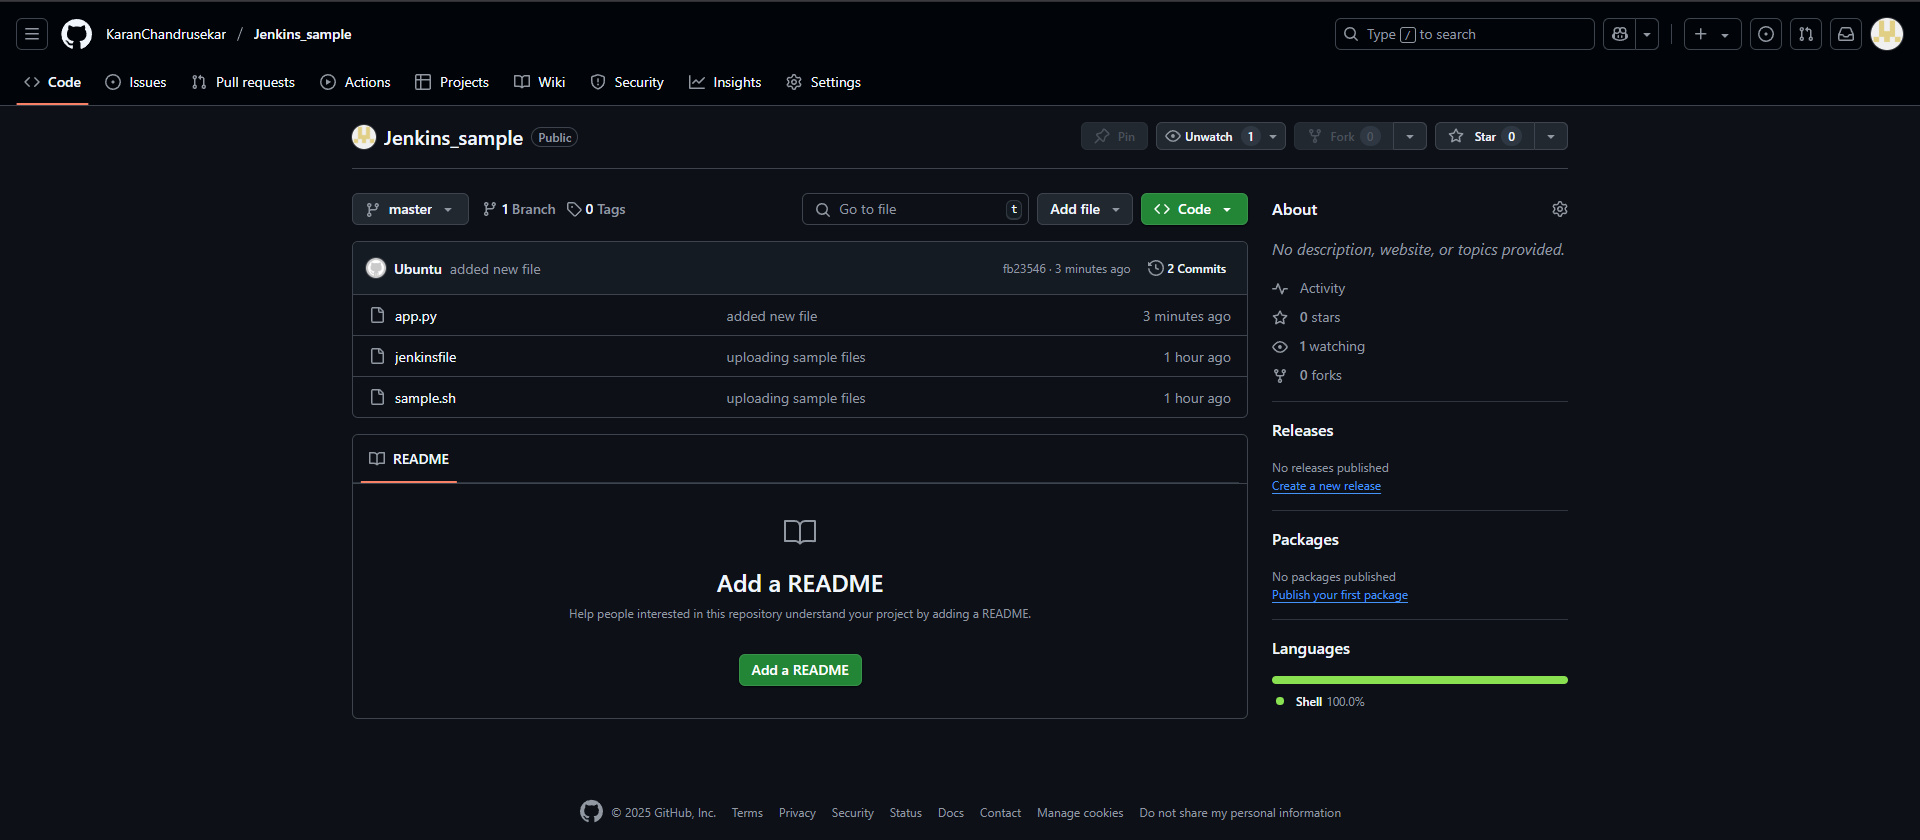 KaranChandrusekar / Jenkins_sample
Type / to search
Code Issues Pull requests Actions Projects Wiki Security Insights Settings
Jenkins_sample Public
Pin Unwatch 1 Fork 0 Star 0
master 1 Branch 0 Tags Go to file t Add file Code
Ubuntu added new file fb23546 · 3 minutes ago 2 Commits
app.py added new file 3 minutes ago
jenkinsfile uploading sample files 1 hour ago
sample.sh uploading sample files 1 hour ago
README
Add a README
Help people interested in this repository understand your project by adding a README.
Add a README
About
No description, website, or topics provided.
Activity
0 stars
1 watching
0 forks
Releases
No releases published
Create a new release
Packages
No packages published
Publish your first package
Languages
Shell 100.0%
© 2025 GitHub, Inc. Terms Privacy Security Status Docs Contact Manage cookies Do not share my personal information